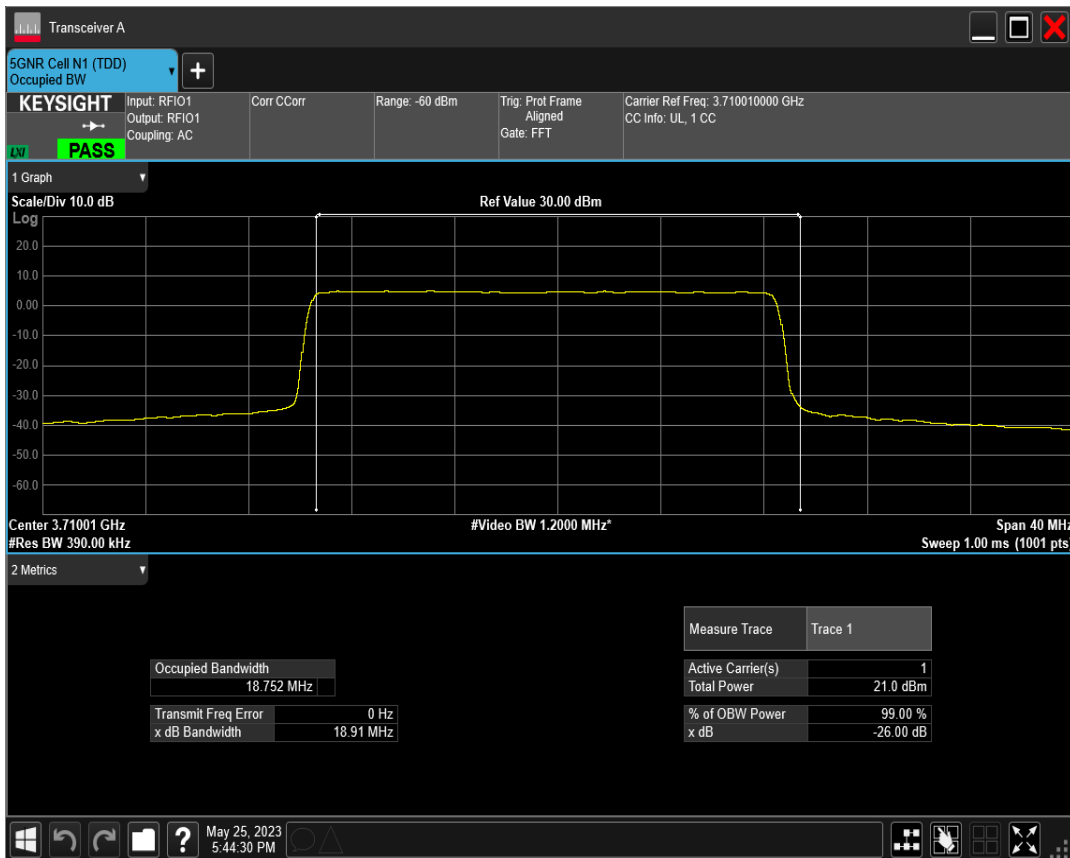 Transceiver A
5GNR Cell N1 (TDD)
Occupied BW
+
KEYSIGHT
LXI
PASS
Input: RFIO1
Output: RFIO1
Coupling: AC
Corr CCorr
Range: -60 dBm
Trig: Prot Frame
Aligned
Gate: FFT
Carrier Ref Freq: 3.710010000 GHz
CC Info: UL, 1 CC
1 Graph
Scale/Div 10.0 dB
Ref Value 30.00 dBm
Log
20.0
10.0
0.00
-10.0
-20.0
-30.0
-40.0
-50.0
-60.0
Center 3.71001 GHz
#Video BW 1.2000 MHz*
Span 40 MHz
#Res BW 390.00 kHz
Sweep 1.00 ms (1001 pts)
2 Metrics
Measure Trace Trace 1
Occupied Bandwidth
18.752 MHz
Active Carrier(s) 1
Total Power 21.0 dBm
Transmit Freq Error 0 Hz
x dB Bandwidth 18.91 MHz
% of OBW Power 99.00 %
x dB -26.00 dB
?
May 25, 2023
5:44:30 PM